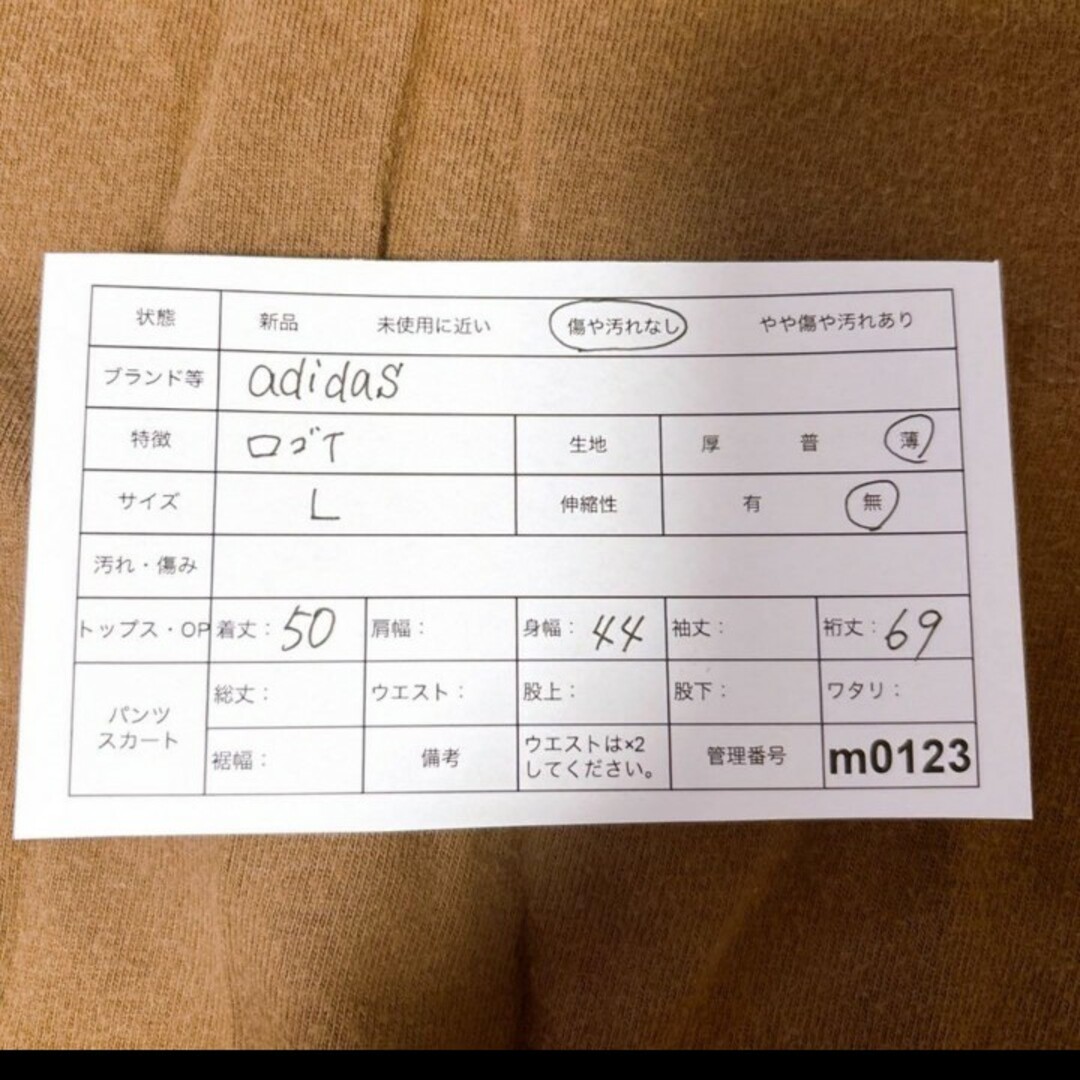 状態 新品 未使用に近い 傷や汚れなし やや傷や汚れあり
ブランド等 adidas
特徴 ロゴT 生地 厚 普 薄
サイズ L 伸縮性 有 無
汚れ・傷み
トップス・OP 着丈：50 肩幅： 身幅：44 袖丈： 裄丈：69
パンツ
スカート
総丈： ウエスト： 股上： 股下： ワタリ：
裾幅： 備考 ウエストは×2
してください。 管理番号 m0123